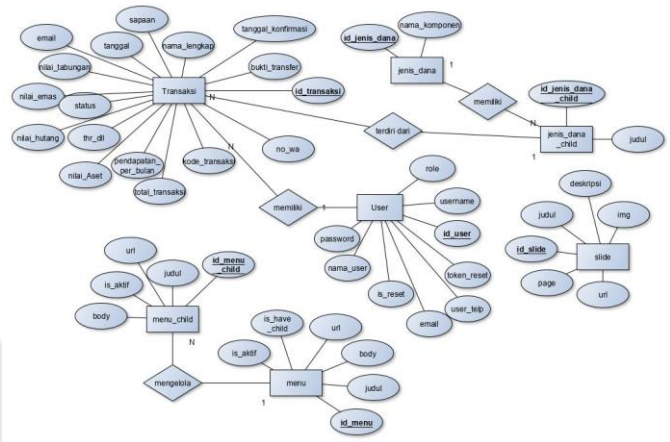 sapaan
email
tanggal
nama_lengkap
tanggal_konfirmasi
nilai_tabungan
bukti_transfer
Transaksi
N
id_transaksi
nilai_emas
status
nilai_hutang
thr_dll
nilai_Aset
pendapatan_
per_bulan
total_transaksi
kode_transaksi
no_wa
N
id_jenis_dana
nama_komponen
jenis_dana
1
memiliki
N
id_jenis_dana
_child
jenis_dana
_child
judul
1
terdiri dari
memiliki
1
User
role
username
id_user
token_reset
user_telp
email
is_reset
nama_user
password
deskripsi
judul
img
id_slide
slide
page
url
url
is_aktif
judul
id_menu
_child
body
menu_child
N
mengelola
1
is_have
_child
is_aktif
url
body
menu
judul
id_menu